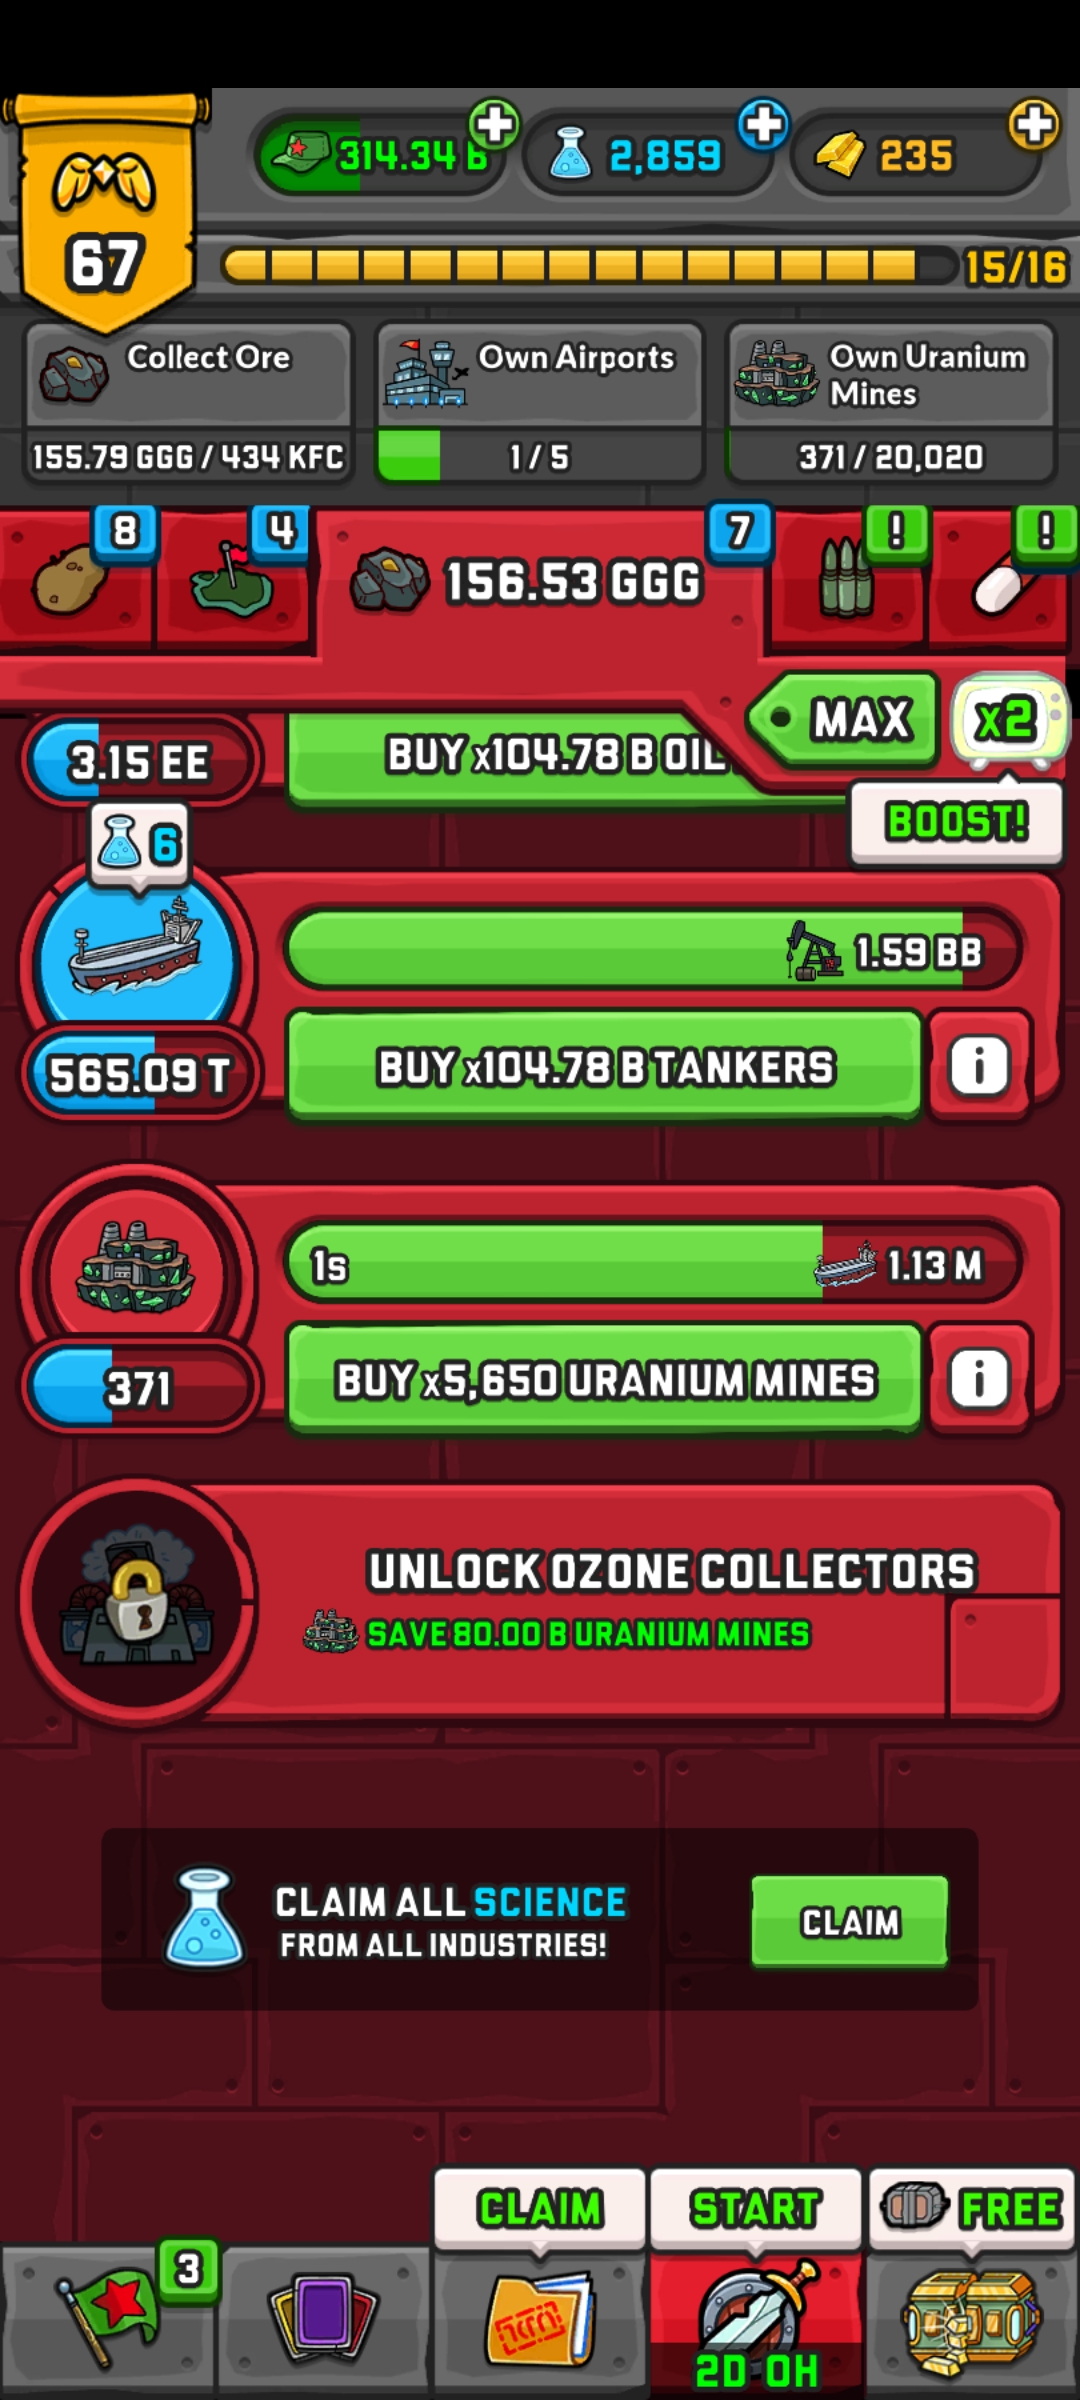 314.34 B
2,859
235
67
15/16
Collect Ore
155.79 GGG / 434 KFC
Own Airports
1 / 5
Own Uranium
Mines
371 / 20,020
8
4
156.53 GGG
7
!
!
MAX
x2
BOOST!
3.15 EE
BUY x104.78 B OIL
6
1.59 BB
565.09 T
BUY x104.78 B TANKERS
i
1s
1.13 M
371
BUY x5,650 URANIUM MINES
i
UNLOCK OZONE COLLECTORS
SAVE 80.00 B URANIUM MINES
CLAIM ALL SCIENCE
FROM ALL INDUSTRIES!
CLAIM
CLAIM
START
FREE
3
2D 0H